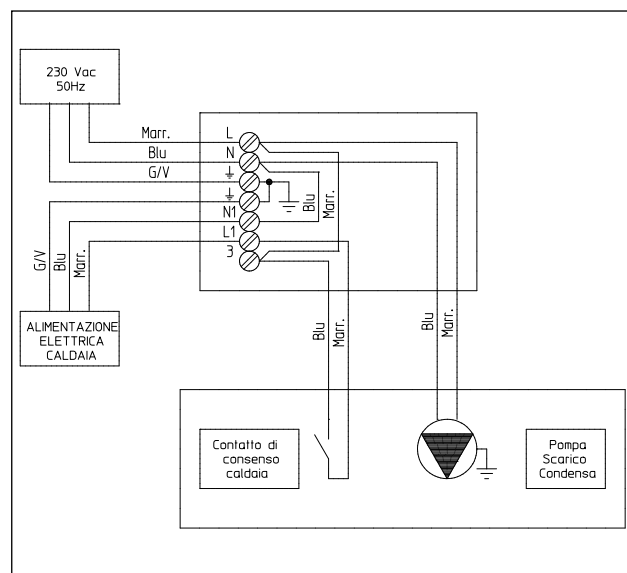 230 Vac
50Hz
Marr.
Blu
G/V
L
N
N1
L1
3
Blu
Marr.
G/V
Blu
Marr.
ALIMENTAZIONE
ELETTRICA
CALDAIA
Blu
Marr.
Blu
Marr.
Contatto di
consenso
caldaia
Pompa
Scarico
Condensa